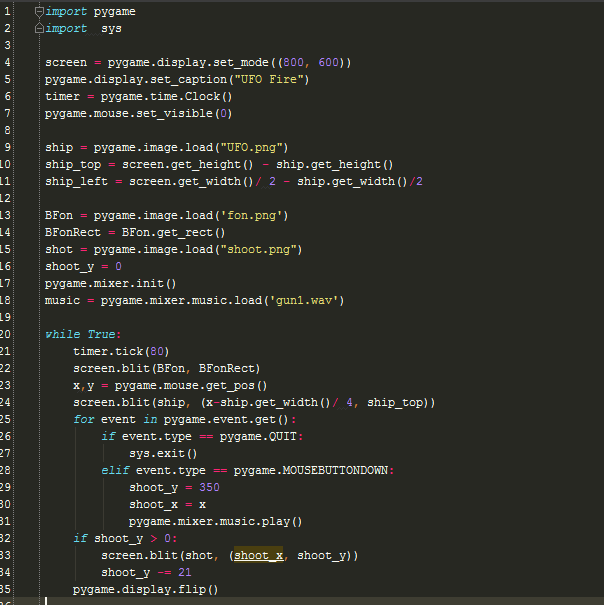 1 import pygame
2 import sys
3
4 screen = pygame.display.set_mode((800, 600))
5 pygame.display.set_caption("UFO Fire")
6 timer = pygame.time.Clock()
7 pygame.mouse.set_visible(0)
8
9 ship = pygame.image.load("UFO.png")
10 ship_top = screen.get_height() - ship.get_height()
11 ship_left = screen.get_width()/ 2 - ship.get_width()/2
12
13 BFon = pygame.image.load('fon.png')
14 BFonRect = BFon.get_rect()
15 shot = pygame.image.load("shoot.png")
16 shoot_y = 0
17 pygame.mixer.init()
18 music = pygame.mixer.music.load('gun1.wav')
19
20 while True:
21     timer.tick(80)
22     screen.blit(BFon, BFonRect)
23     x,y = pygame.mouse.get_pos()
24     screen.blit(ship, (x-ship.get_width()/ 4, ship_top))
25     for event in pygame.event.get():
26         if event.type == pygame.QUIT:
27             sys.exit()
28         elif event.type == pygame.MOUSEBUTTONDOWN:
29             shoot_y = 350
30             shoot_x = x
31             pygame.mixer.music.play()
32     if shoot_y > 0:
33         screen.blit(shot, (shoot_x, shoot_y))
34         shoot_y -= 21
35     pygame.display.flip()